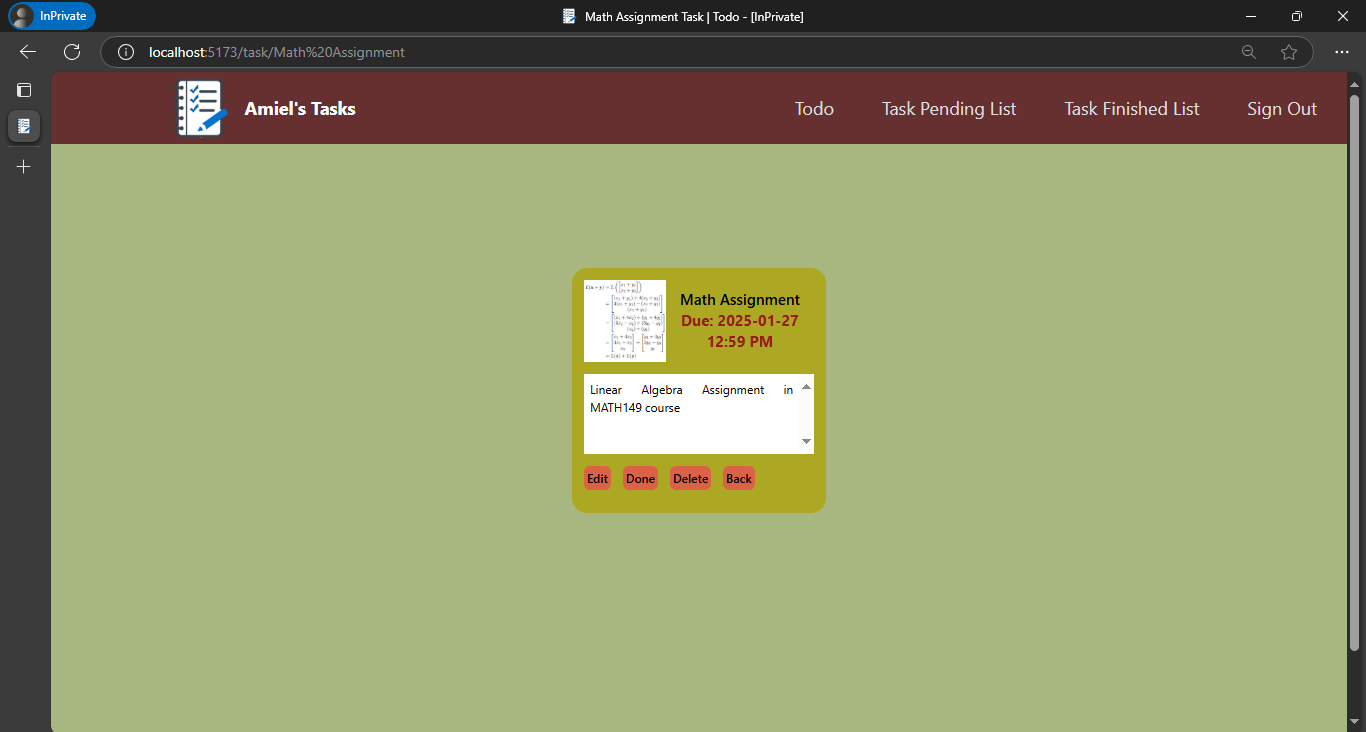 InPrivate
Math Assignment Task | Todo - [InPrivate]
localhost:5173/task/Math%20Assignment
Amiel's Tasks
Todo
Task Pending List
Task Finished List
Sign Out
Math Assignment
Due: 2025-01-27
12:59 PM
Linear Algebra Assignment in
MATH149 course
Edit
Done
Delete
Back